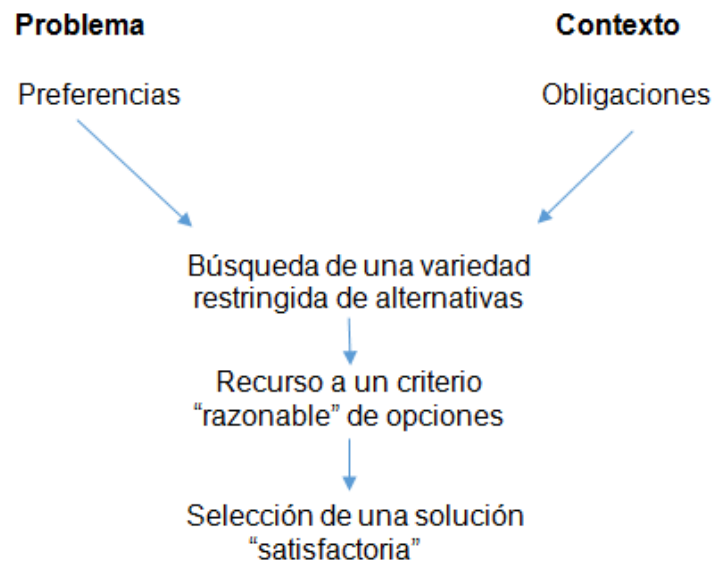 Problema
Contexto
Preferencias
Obligaciones
Búsqueda de una variedad
restringida de alternativas
Recurso a un criterio
“razonable” de opciones
Selección de una solución
“satisfactoria”